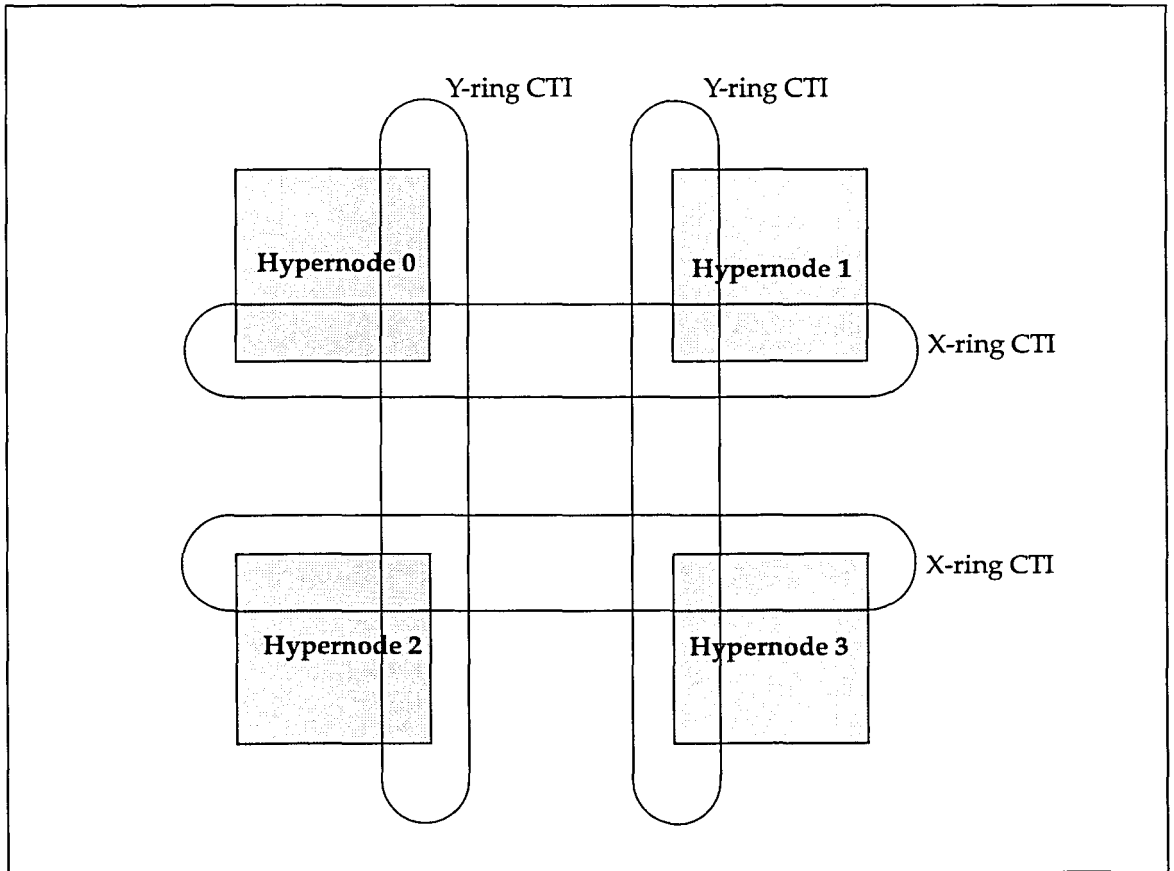 Y-ring CTI
Y-ring CTI
Hypernode 0
Hypernode 1
X-ring CTI
X-ring CTI
Hypernode 2
Hypernode 3